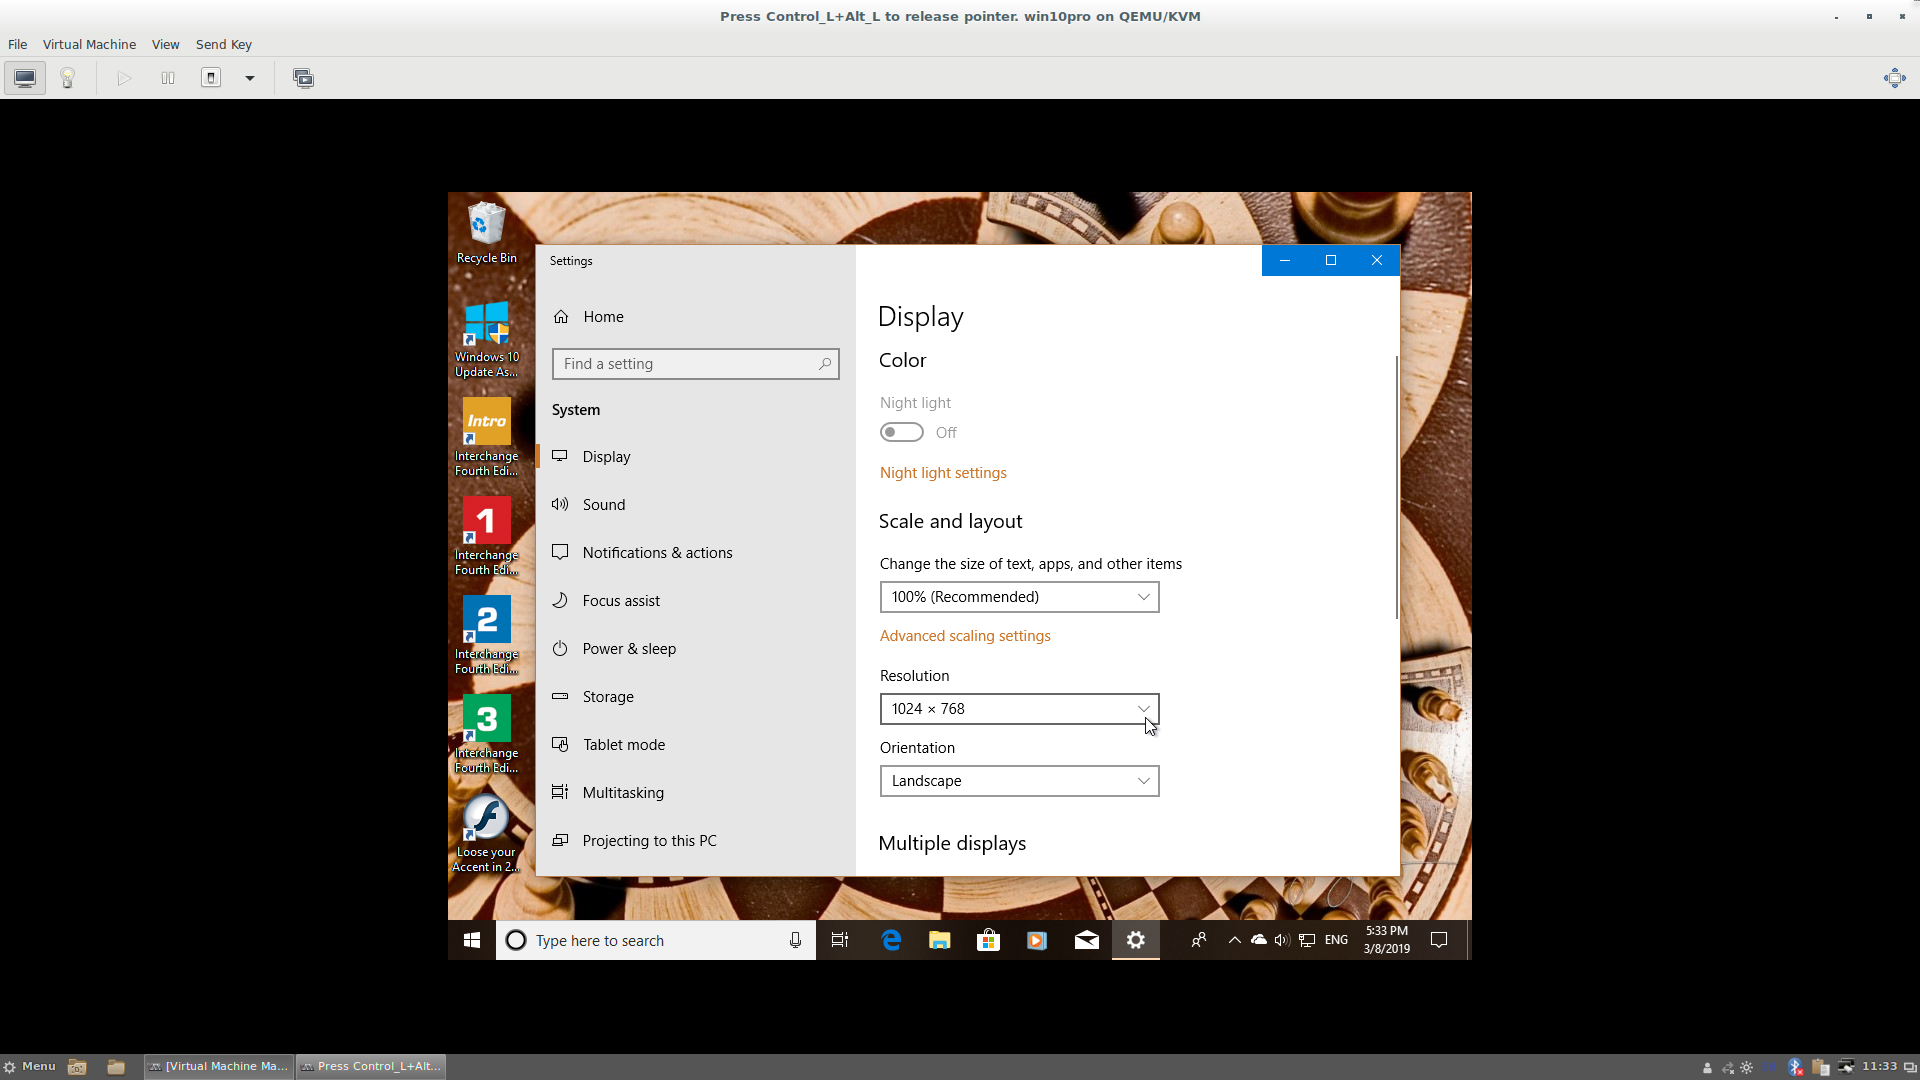 Press Control_L+Alt_L to release pointer. win10pro on QEMU/KVM
File Virtual Machine View Send Key
Recycle Bin
Windows 10
Update As...
Intro
Interchange
Fourth Edi...
1
Interchange
Fourth Edi...
2
Interchange
Fourth Edi...
3
Interchange
Fourth Edi...
Loose your
Accent in 2...
Settings
Home
Find a setting
System
Display
Sound
Notifications & actions
Focus assist
Power & sleep
Storage
Tablet mode
Multitasking
Projecting to this PC
Display
Color
Night light
Off
Night light settings
Scale and layout
Change the size of text, apps, and other items
100% (Recommended)
Advanced scaling settings
Resolution
1024 × 768
Orientation
Landscape
Multiple displays
Type here to search
ENG
5:33 PM
3/8/2019
Menu
[Virtual Machine Ma...
Press Control_L+Alt...
11:33